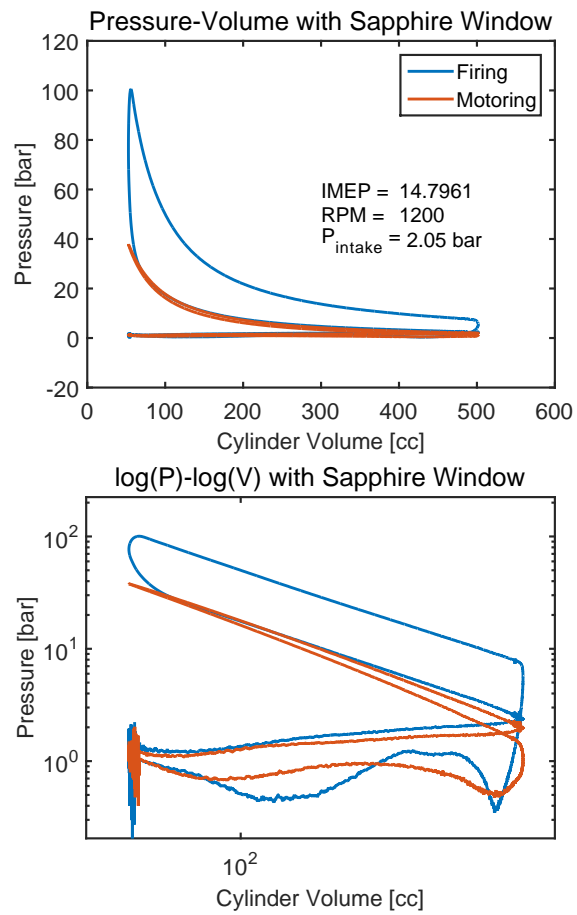 Pressure-Volume with Sapphire Window
120
100
80
60
40
20
0
-20
Pressure [bar]
Firing
Motoring
IMEP = 14.7961
RPM = 1200
P_intake = 2.05 bar
0 100 200 300 400 500 600
Cylinder Volume [cc]
log(P)-log(V) with Sapphire Window
10^2
10^1
10^0
Pressure [bar]
10^2
Cylinder Volume [cc]